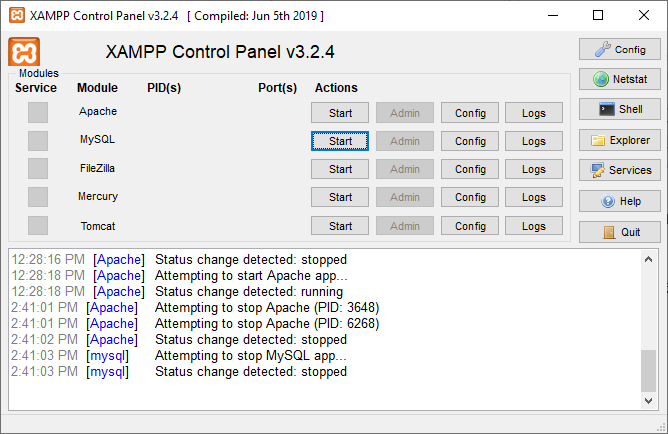 XAMPP Control Panel v3.2.4 [ Compiled: Jun 5th 2019 ]
XAMPP Control Panel v3.2.4
Config
Modules
Service Module PID(s) Port(s) Actions
Netstat
Apache Start Admin Config Logs
Shell
MySQL Start Admin Config Logs
Explorer
FileZilla Start Admin Config Logs
Services
Mercury Start Admin Config Logs
Help
Tomcat Start Admin Config Logs
Quit
12:28:16 PM [Apache] Status change detected: stopped
12:28:18 PM [Apache] Attempting to start Apache app...
12:28:18 PM [Apache] Status change detected: running
2:41:01 PM [Apache] Attempting to stop Apache (PID: 3648)
2:41:01 PM [Apache] Attempting to stop Apache (PID: 6268)
2:41:02 PM [Apache] Status change detected: stopped
2:41:03 PM [mysql] Attempting to stop MySQL app...
2:41:03 PM [mysql] Status change detected: stopped